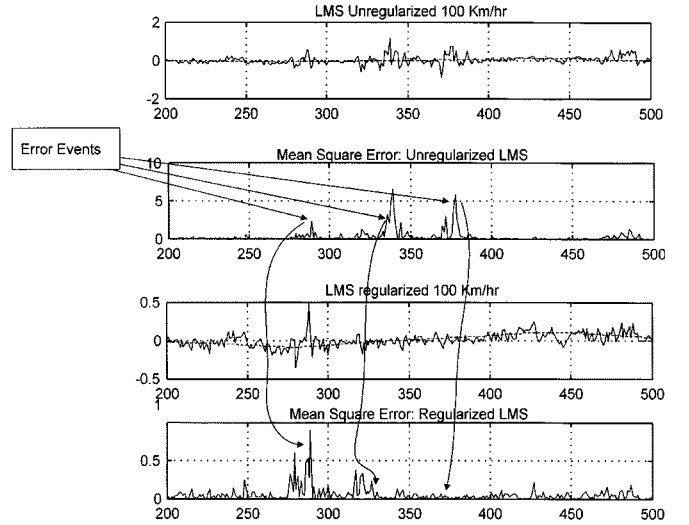 LMS Unregularized 100 Km/hr
2
0
-2
200 250 300 350 400 450 500
Error Events
Mean Square Error: Unregularized LMS
10
5
0
200 250 300 350 400 450 500
LMS regularized 100 Km/hr
0.5
0
-0.5
200 250 300 350 400 450 500
1
Mean Square Error: Regularized LMS
0.5
0
200 250 300 350 400 450 500